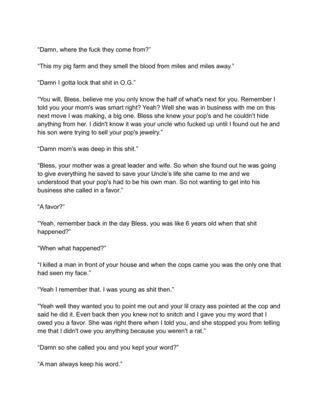 “Damn, where the fuck they come from?”
“This my pig farm and they smell the blood from miles and miles away.”
“Damn I gotta lock that shit in O.G.”
“You will, Bless, believe me you only know the half of what's next for you. Remember I
told you your mom's was smart right? Yeah? Well she was in business with me on this
next move I was making, a big one. Bless she knew your pop's and he couldn't hide
anything from her. I didn't know it was your uncle who fucked up until I found out he and
his son were trying to sell your pop's jewelry.”
“Damn mom's was deep in this shit.”
“Bless, your mother was a great leader and wife. So when she found out he was going
to give everything he saved to save your Uncle's life she came to me and we
understood that your pop's had to be his own man. So not wanting to get into his
business she called in a favor.”
“A favor?”
“Yeah, remember back in the day Bless, you was like 6 years old when that shit
happened?”
“When what happened?”
“I killed a man in front of your house and when the cops came you was the only one that
had seen my face.”
“Yeah I remember that. I was young as shit then.”
“Yeah well they wanted you to point me out and your lil crazy ass pointed at the cop and
said he did it. Even back then you knew not to snitch and I gave you my word that I
owed you a favor. She was right there when I told you, and she stopped you from telling
me that I didn't owe you anything because you weren't a rat.”
“Damn so she called you and you kept your word?”
“A man always keep his word.”